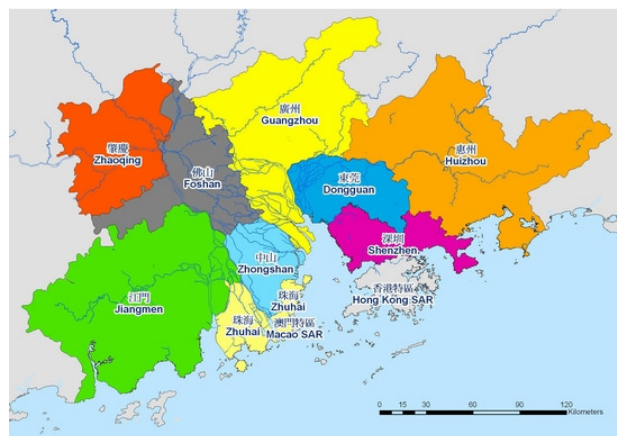 廣州
Guangzhou
肇慶
Zhaoqing
惠州
Huizhou
佛山
Foshan
東莞
Dongguan
深圳
Shenzhen
中山
Zhongshan
香港特區
Hong Kong SAR
珠海
Zhuhai
江門
Jiangmen
珠海
Zhuhai
澳門特區
Macao SAR
0 15 30 60 90 120
Kilometers